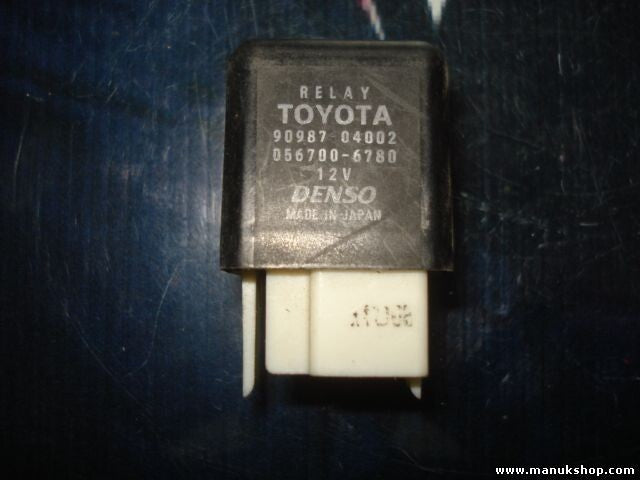 RELAY
TOYOTA
90987-04002
056700-6780
12V
DENSO
MADE IN JAPAN
www.manukshop.com